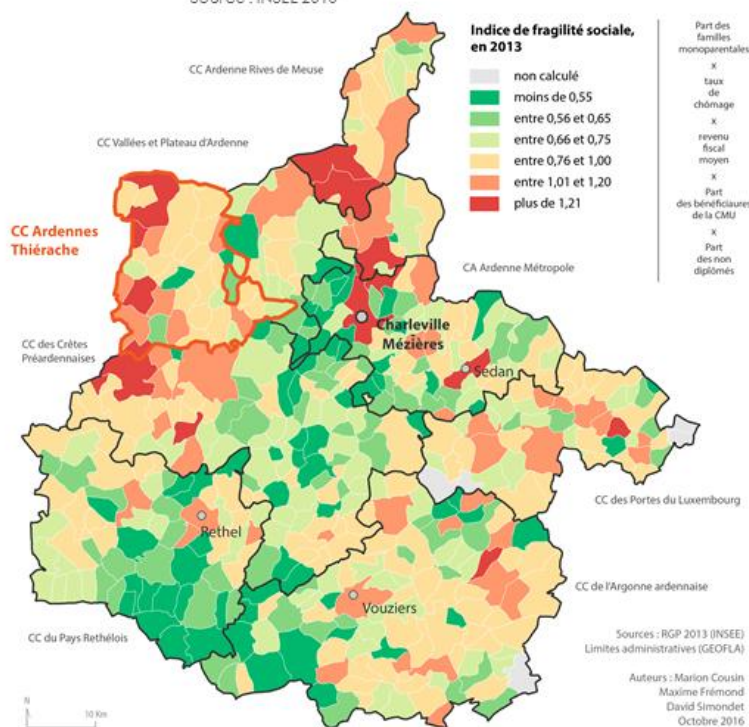 Source : INSEE 2016
Indice de fragilité sociale,
en 2013
non calculé
moins de 0,55
entre 0,56 et 0,65
entre 0,66 et 0,75
entre 0,76 et 1,00
entre 1,01 et 1,20
plus de 1,21
Part des
familles
monoparentales
x
taux
de
chômage
x
revenu
fiscal
moyen
x
Part
des bénéficiaures
de la CMU
x
Part
des non
diplômés
CC Ardenne Rives de Meuse
CC Vallées et Plateau d'Ardenne
CC Ardennes
Thiérache
CA Ardenne Métropole
Charleville
Mézières
CC des Crêtes
Préardennaises
Sedan
CC des Portes du Luxembourg
Rethel
CC de l'Argonne ardennaise
Vouziers
CC du Pays Rethélois
Sources : RGP 2013 (INSEE)
Limites administratives (GEOFLA)
Auteurs : Marion Cousin
Maxime Frémond
David Simondet
Octobre 2016
N
10 Km